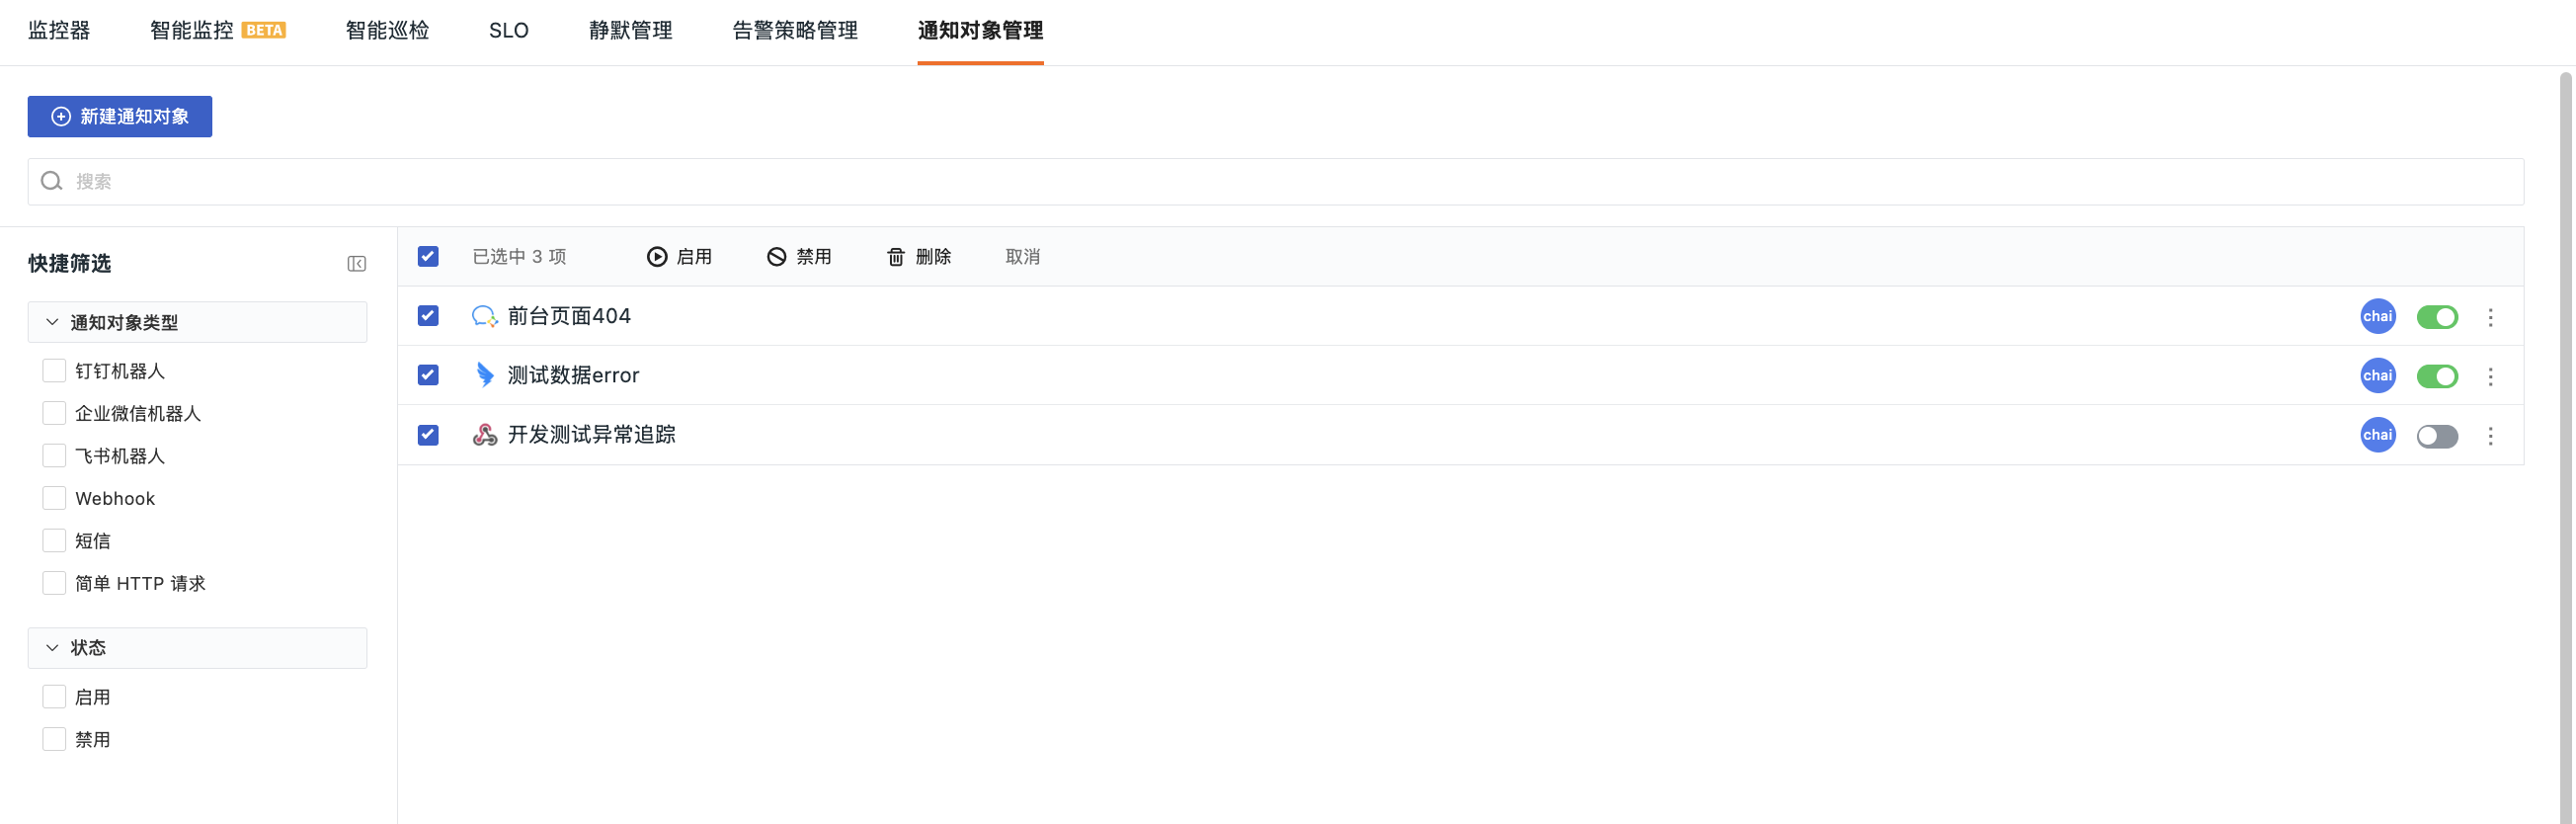 监控器 智能监控 BETA 智能巡检 SLO 静默管理 告警策略管理 通知对象管理
新建通知对象
搜索
快捷筛选
通知对象类型
钉钉机器人
企业微信机器人
飞书机器人
Webhook
短信
简单 HTTP 请求
状态
启用
禁用
已选中 3 项 启用 禁用 删除 取消
前台页面404 chai
测试数据error chai
开发测试异常追踪 chai